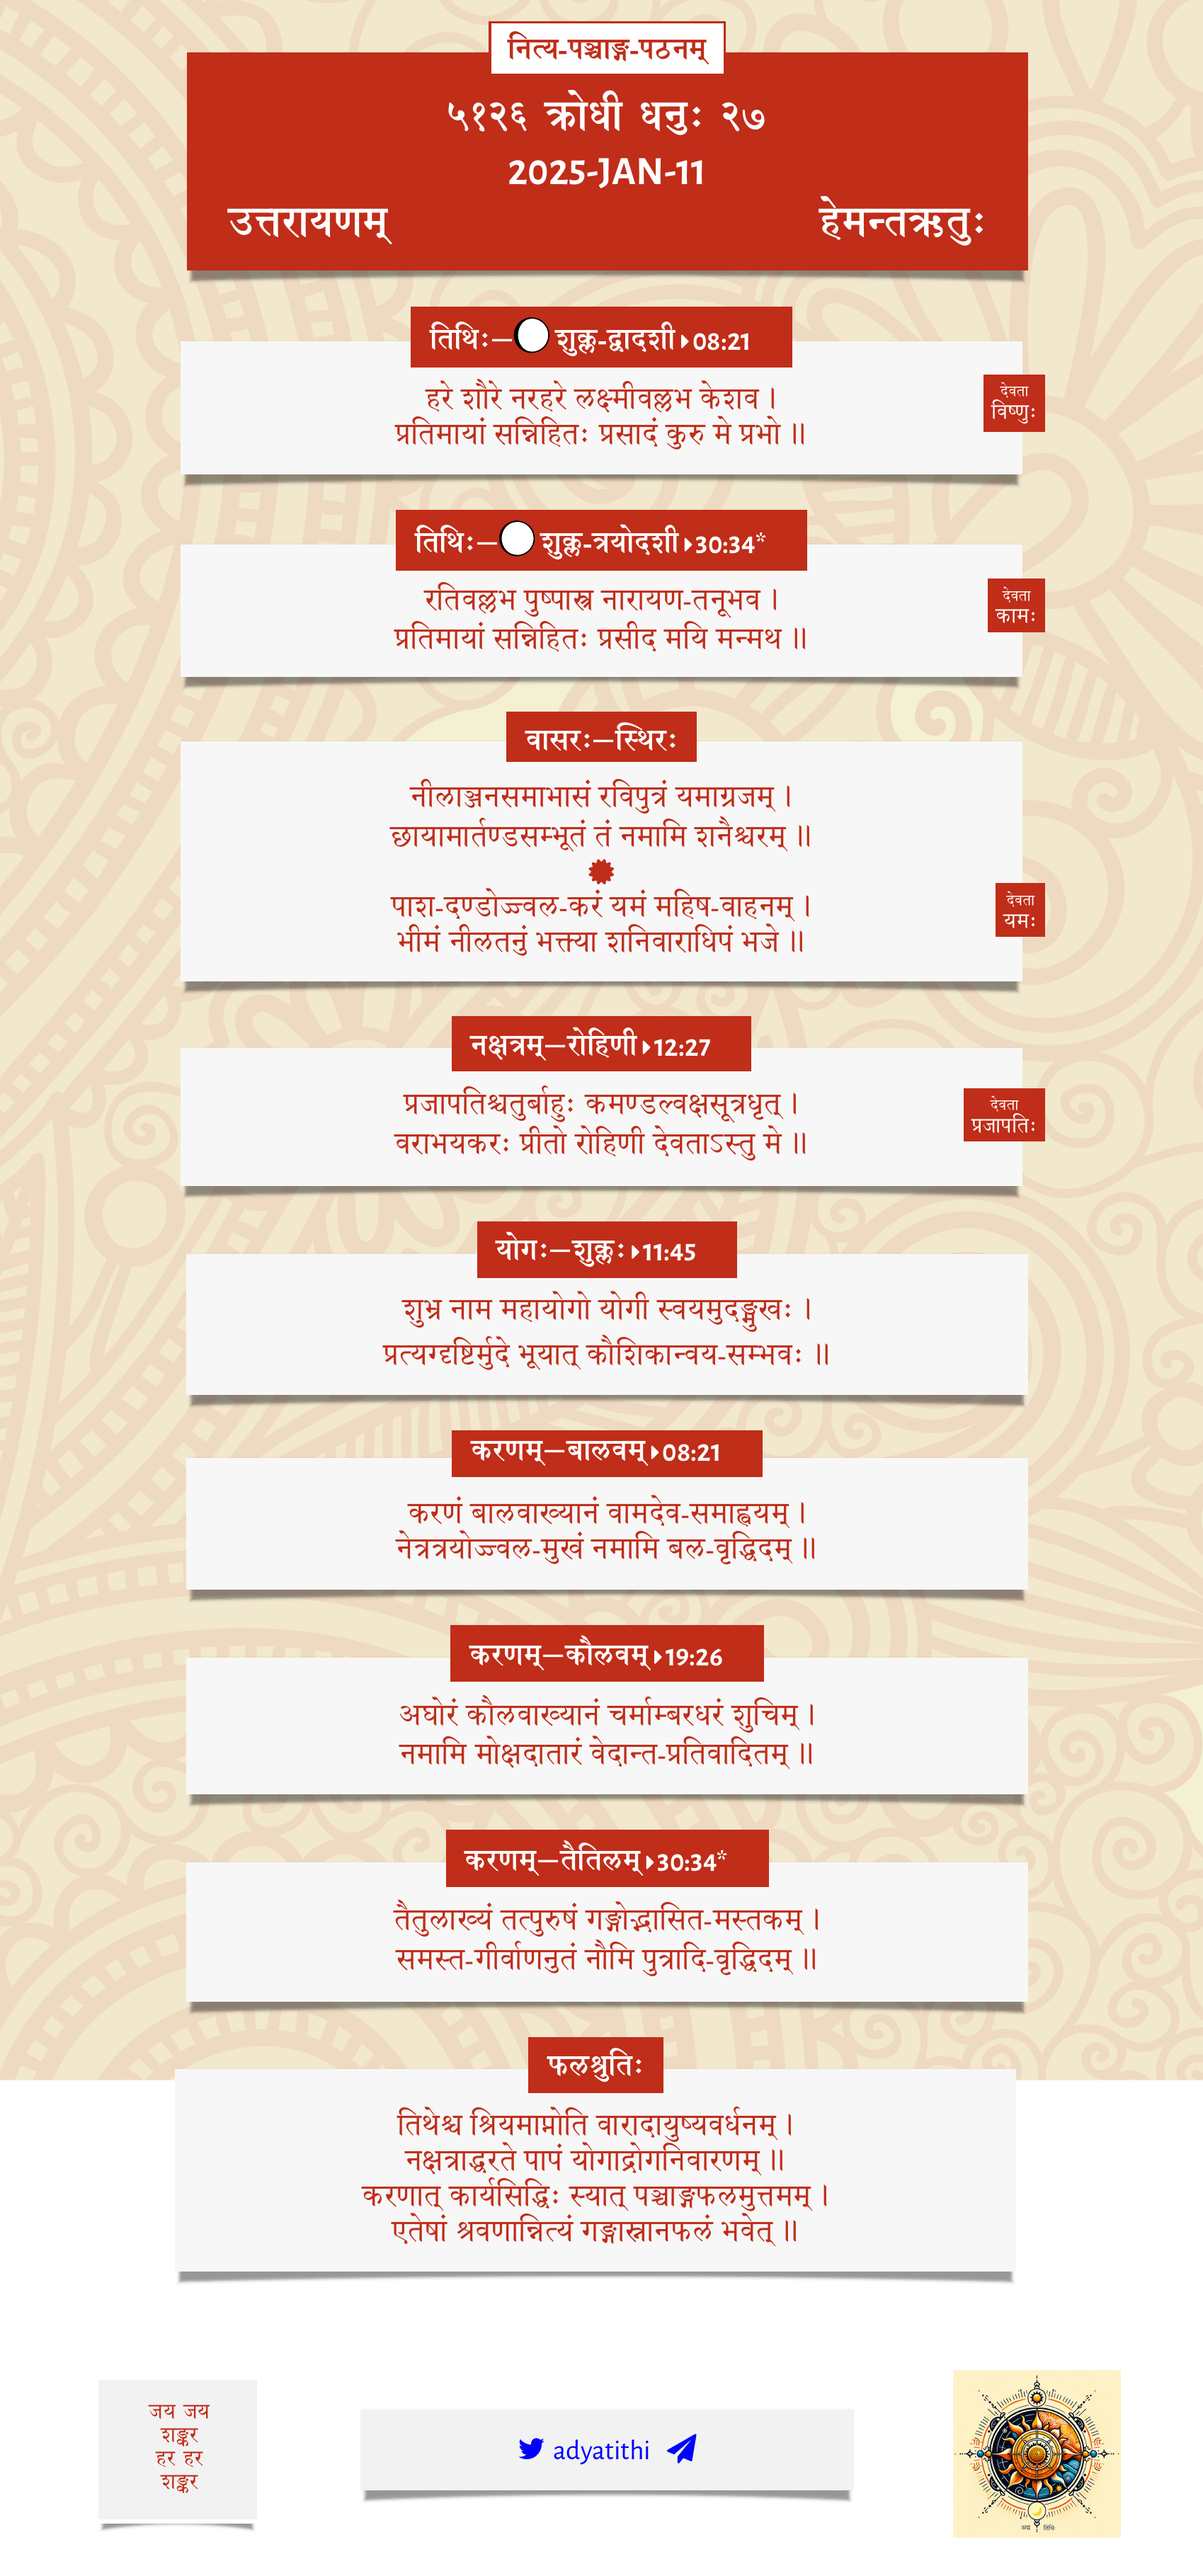 नित्य-पञ्चाङ्ग-पठनम्
५१२६ क्रोधी धनुः २७
2025-JAN-11
उत्तरायणम् हेमन्तऋतुः
तिथिः—शुक्ल-द्वादशी 08:21
हरे शौरे नरहरे लक्ष्मीवल्लभ केशव ।
प्रतिमायां सन्निहितः प्रसादं कुरु मे प्रभो ॥
देवता
विष्णुः
तिथिः—शुक्ल-त्रयोदशी 30:34*
रतिवल्लभ पुष्पास्त्र नारायण-तनूभव ।
प्रतिमायां सन्निहितः प्रसीद मयि मन्मथ ॥
देवता
कामः
वासरः—स्थिरः
नीलाञ्जनसमाभासं रविपुत्रं यमाग्रजम् ।
छायामार्तण्डसम्भूतं तं नमामि शनैश्चरम् ॥
पाश-दण्डोज्ज्वल-करं यमं महिष-वाहनम् ।
भीमं नीलतनुं भक्त्या शनिवाराधिपं भजे ॥
देवता
यमः
नक्षत्रम्—रोहिणी 12:27
प्रजापतिश्चतुर्बाहुः कमण्डल्वक्षसूत्रधृत् ।
वराभयकरः प्रीतो रोहिणी देवताऽस्तु मे ॥
देवता
प्रजापतिः
योगः—शुक्लः 11:45
शुभ्र नाम महायोगो योगी स्वयमुदङ्मुखः ।
प्रत्यग्दृष्टिर्मुदे भूयात् कौशिकान्वय-सम्भवः ॥
करणम्—बालवम् 08:21
करणं बालवाख्यानं वामदेव-समाह्वयम् ।
नेत्रत्रयोज्ज्वल-मुखं नमामि बल-वृद्धिदम् ॥
करणम्—कौलवम् 19:26
अघोरं कौलवाख्यानं चर्माम्बरधरं शुचिम् ।
नमामि मोक्षदातारं वेदान्त-प्रतिवादितम् ॥
करणम्—तैतिलम् 30:34*
तैतुलाख्यं तत्पुरुषं गङ्गोद्भासित-मस्तकम् ।
समस्त-गीर्वाणनुतं नौमि पुत्रादि-वृद्धिदम् ॥
फलश्रुतिः
तिथेश्च श्रियमाप्नोति वारादायुष्यवर्धनम् ।
नक्षत्राद्धरते पापं योगाद्रोगनिवारणम् ॥
करणात् कार्यसिद्धिः स्यात् पञ्चाङ्गफलमुत्तमम् ।
एतेषां श्रवणान्नित्यं गङ्गास्नानफलं भवेत् ॥
जय जय
शङ्कर
हर हर
शङ्कर
adyatithi
अद्य तिथि